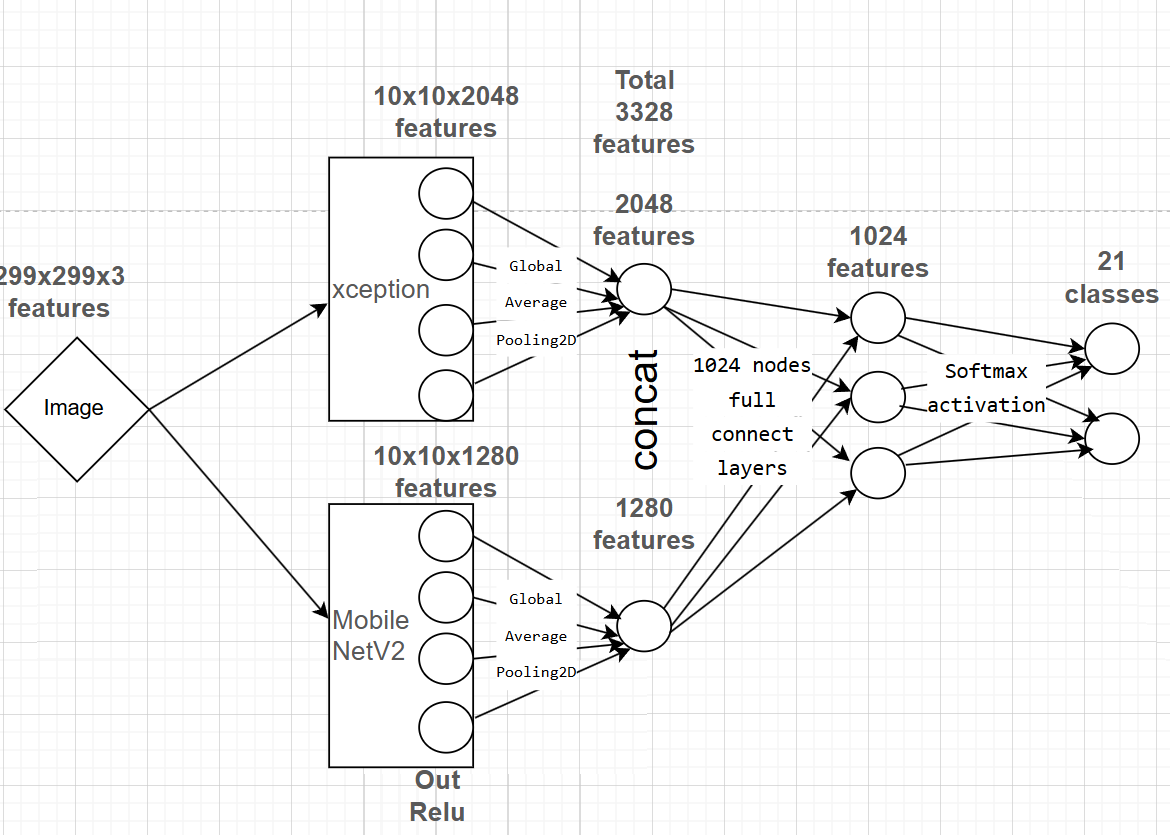 299x299x3
features
Image
10x10x2048
features
xception
Global
Average
Pooling2D
10x10x1280
features
Mobile
NetV2
Global
Average
Pooling2D
Out
Relu
Total
3328
features
2048
features
concat
1280
features
1024 nodes
full
connect
layers
1024
features
Softmax
activation
21
classes